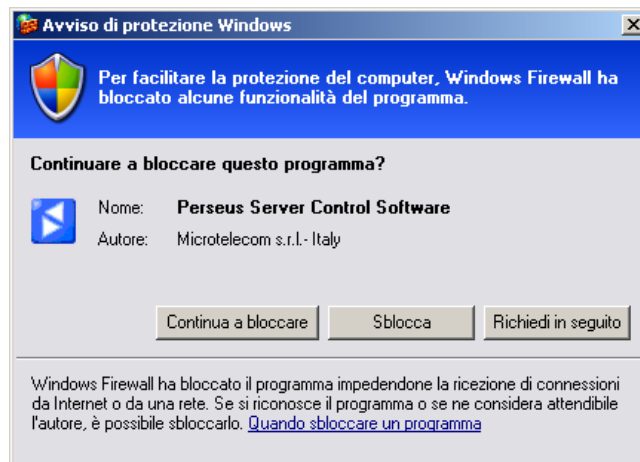 Avviso di protezione Windows
Per facilitare la protezione del computer, Windows Firewall ha
bloccato alcune funzionalità del programma.
Continuare a bloccare questo programma?
Nome: Perseus Server Control Software
Autore: Microtelecom s.r.l.- Italy
Continua a bloccare Sblocca Richiedi in seguito
Windows Firewall ha bloccato il programma impedendone la ricezione di connessioni
da Internet o da una rete. Se si riconosce il programma o se ne considera attendibile
l'autore, è possibile sbloccarlo. Quando sbloccare un programma